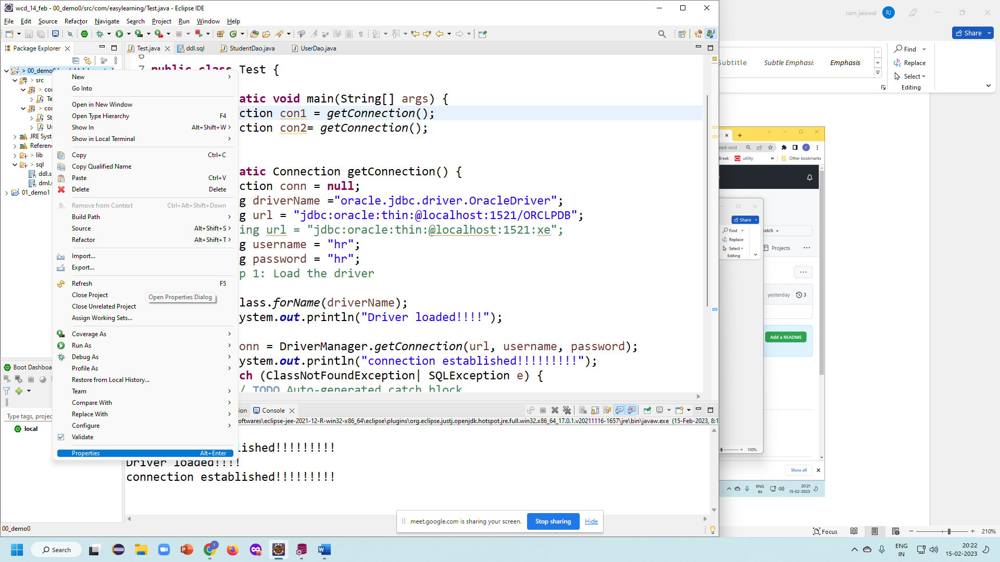 wcd_14_feb - 00_demo0/src/com/easylearning/Test.java - Eclipse IDE
File Edit Source Refactor Navigate Search Project Run Window Help
Package Explorer
Test.java
ddl.sql
StudentDao.java
UserDao.java
> 00_demo0
> src
> lib
> sql
01_demo1
New
Go Into
Open in New Window
Open Type Hierarchy F4
Show In Alt+Shift+W >
Show in Local Terminal
Copy Ctrl+C
Copy Qualified Name
Paste Ctrl+V
Delete Delete
Remove from Context Ctrl+Alt+Shift+Down
Build Path
Source Alt+Shift+S >
Refactor Alt+Shift+T >
Import...
Export...
Refresh F5
Close Project
Close Unrelated Project
Assign Working Sets...
Open Properties Dialog
Coverage As
Run As
Debug As
Profile As
Restore from Local History...
Team
Compare With
Replace With
Configure
Validate
Properties Alt+Enter
Boot Dashboa
Type tags, projec
local
7 public class Test {
atic void main(String[] args) {
ction con1 = getConnection();
ction con2= getConnection();
atic Connection getConnection() {
ction conn = null;
g driverName ="oracle.jdbc.driver.OracleDriver";
g url = "jdbc:oracle:thin:@localhost:1521/ORCLPDB";
ing url = "jdbc:oracle:thin:@localhost:1521:xe";
g username = "hr";
g password = "hr";
p 1: Load the driver
lass.forName(driverName);
ystem.out.println("Driver loaded!!!!");
onn = DriverManager.getConnection(url, username, password);
ystem.out.println("connection established!!!!!!!!!");
ch (ClassNotFoundException| SQLException e) {
/ TODO Auto-generated catch block
Console
oftwares\eclipse-jee-2021-12-R-win32-x86_64\eclipse\plugins\org.eclipse.justj.openjdk.hotspot.jre.full.win32.x86_64_17.0.1.v20211116-1657\jre\bin\javaw.exe (15-Feb-2023, 8:1
lished!!!!!!!!!
Driver loaded!!!!
connection established!!!!!!!!!
00_demo0
meet.google.com is sharing your screen.
Stop sharing
Hide
ram jaiswal RJ
Share
Subtitle
Subtle Emphasis
Emphasis
Find
Replace
Select
Editing
eed-wcd
Break
utility
Other bookmarks
Share
Find
Replace
Select
Editing
atch
Projects
yesterday 3
Add a README
100%
Show all
ENG
IN
20:21
15-02-2023
Focus
210%
Search
ENG
IN
20:22
15-02-2023